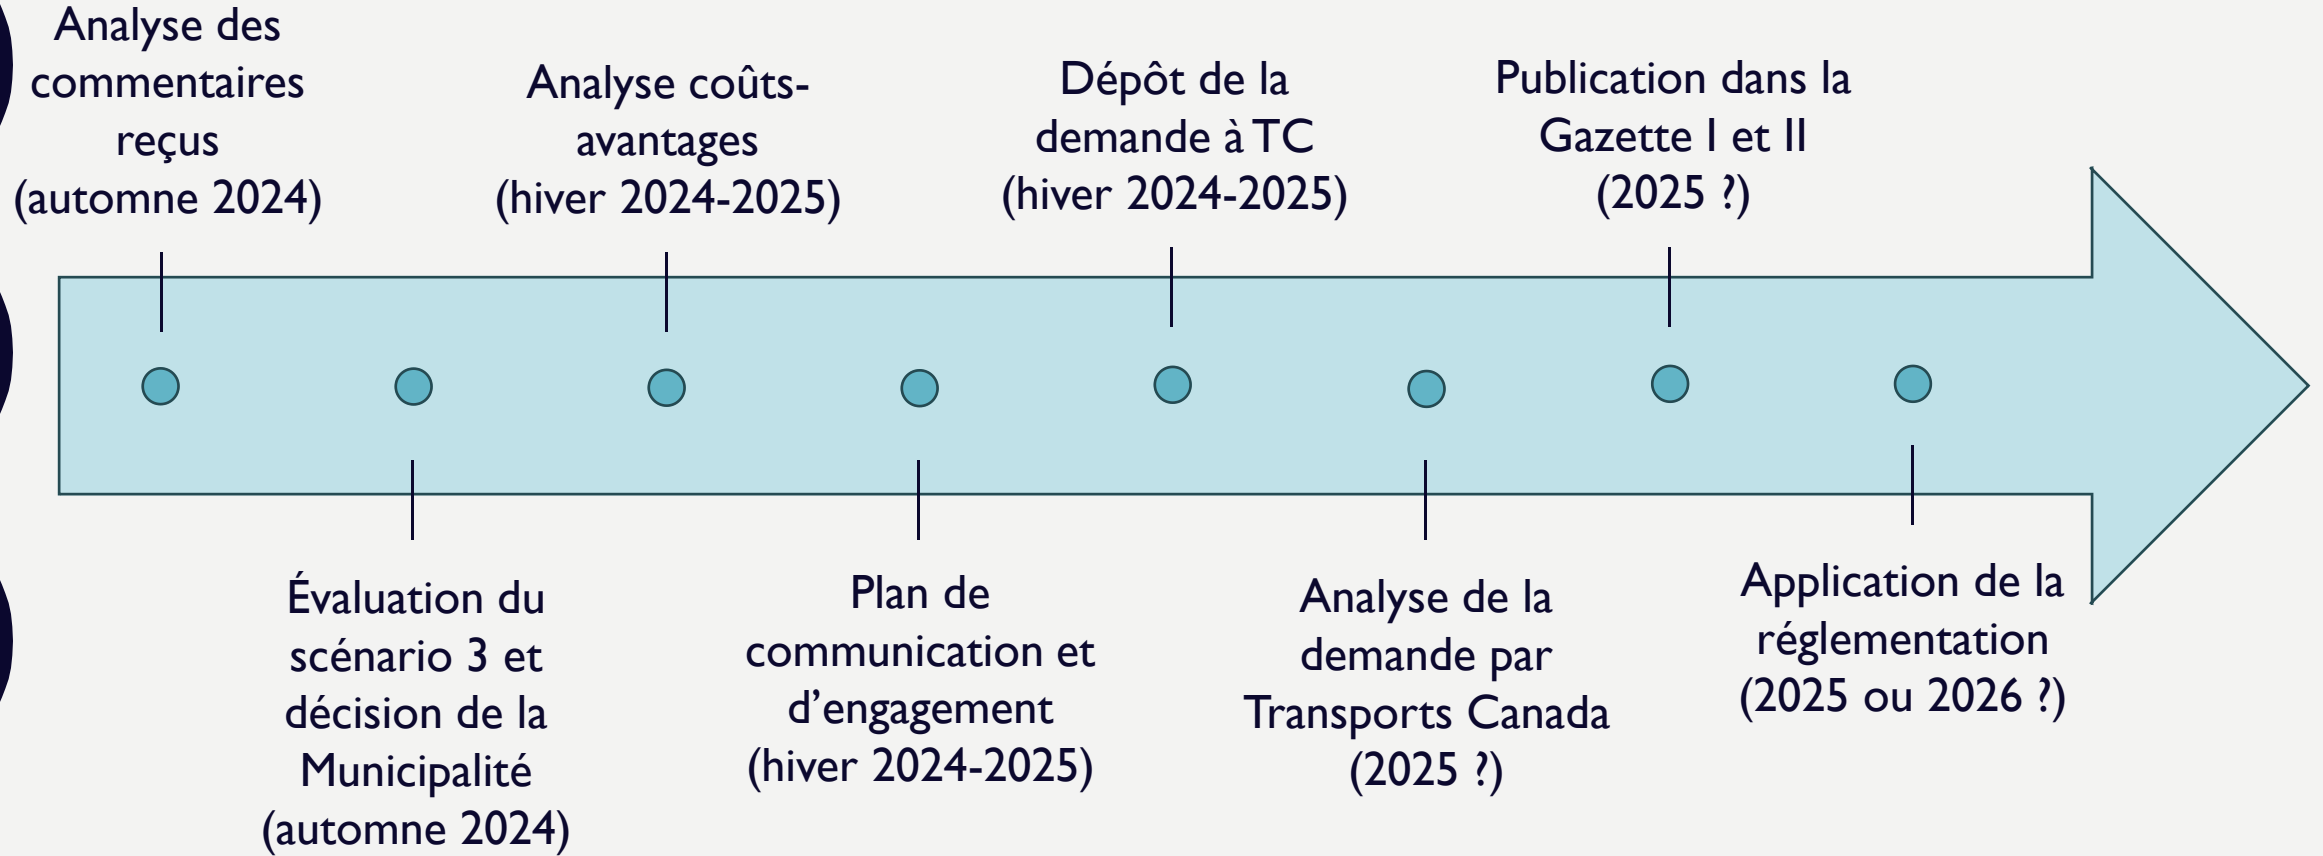 Analyse des
commentaires
reçus
(automne 2024)
Évaluation du
scénario 3 et
décision de la
Municipalité
(automne 2024)
Analyse coûts-
avantages
(hiver 2024-2025)
Plan de
communication et
d’engagement
(hiver 2024-2025)
Dépôt de la
demande à TC
(hiver 2024-2025)
Analyse de la
demande par
Transports Canada
(2025 ?)
Publication dans la
Gazette I et II
(2025 ?)
Application de la
réglementation
(2025 ou 2026 ?)